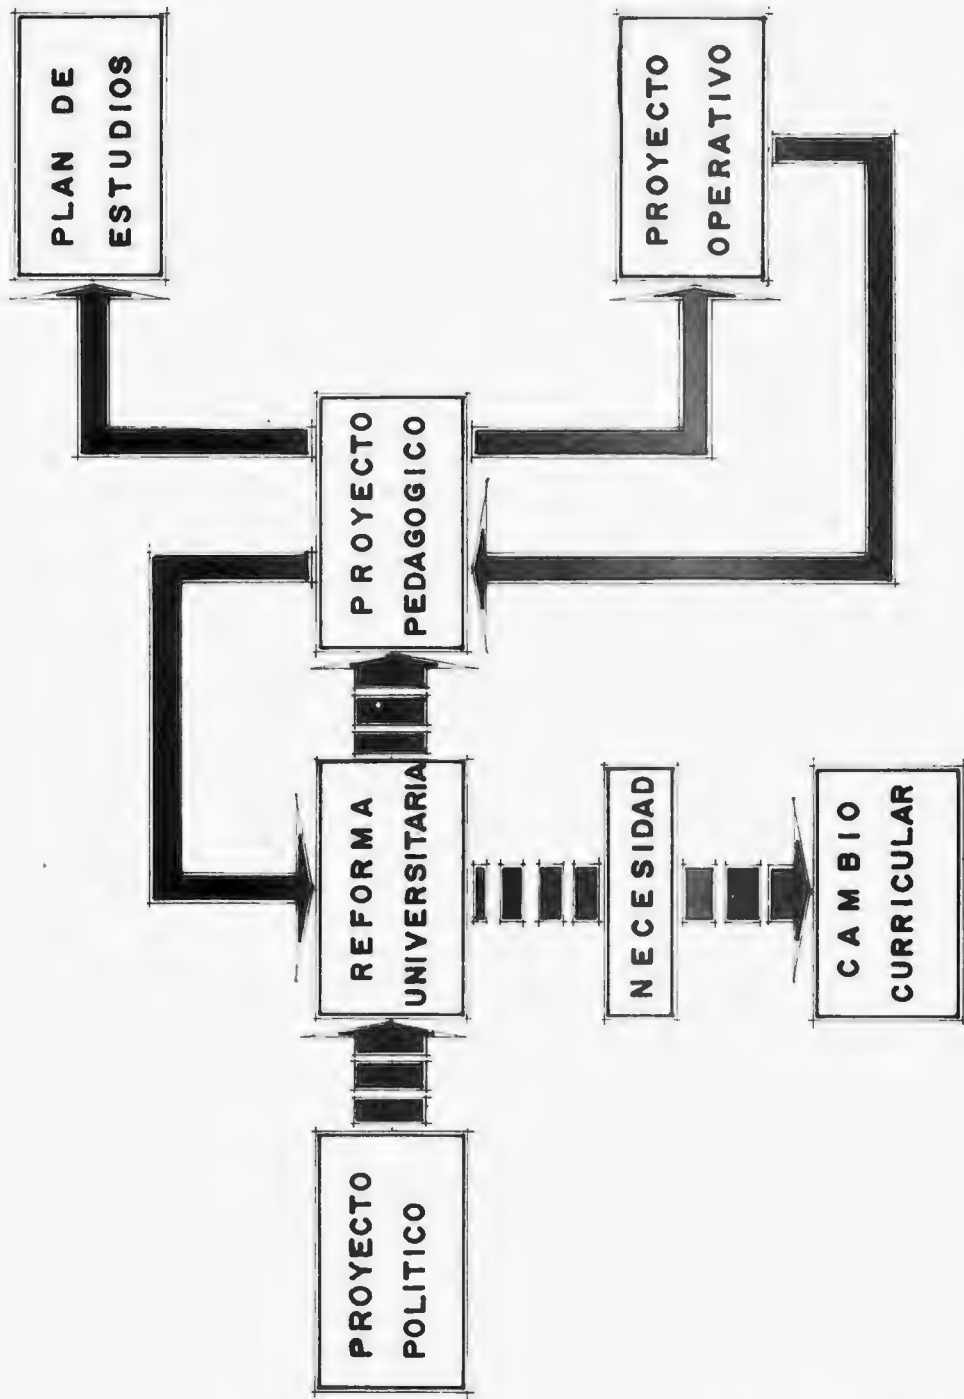 PLAN DE
ESTUDIOS
PROYECTO
PEDAGOGICO
PROYECTO
OPERATIVO
REFORMA
UNIVERSITARIA
NECESIDAD
CAMBIO
CURRICULAR
PROYECTO
POLITICO